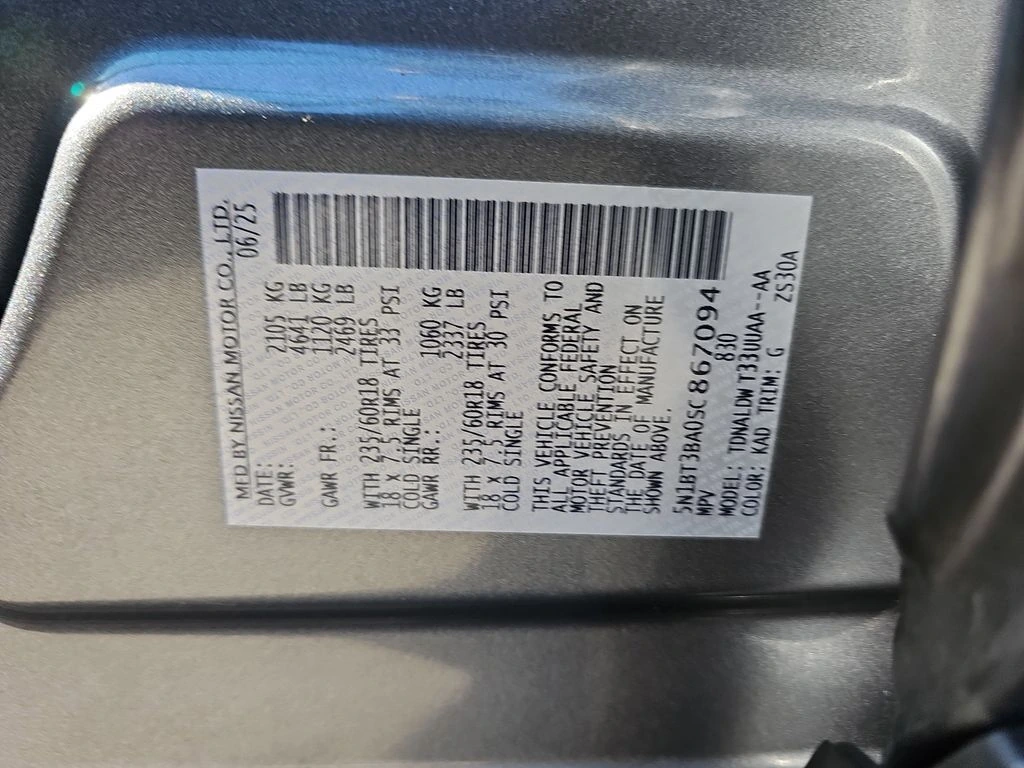 MFD BY NISSAN MOTOR CO., LTD.
DATE: 06/25
GVWR: 2105 KG
4641 LB
GAWR FR.: 1120 KG
2469 LB
WITH 235/60R18 TIRES
18 X 7.5 RIMS AT 33 PSI
COLD SINGLE
GAWR RR.: 1060 KG
2337 LB
WITH 235/60R18 TIRES
18 X 7.5 RIMS AT 30 PSI
COLD SINGLE
THIS VEHICLE CONFORMS TO
ALL APPLICABLE FEDERAL
MOTOR VEHICLE SAFETY AND
THEFT PREVENTION
STANDARDS IN EFFECT ON
THE DATE OF MANUFACTURE
SHOWN ABOVE.
5N1BT3BA0SC867094
MPV 830
MODEL: TDNALDWT33UUAA--AA
COLOR: KAD TRIM: G ZS30A